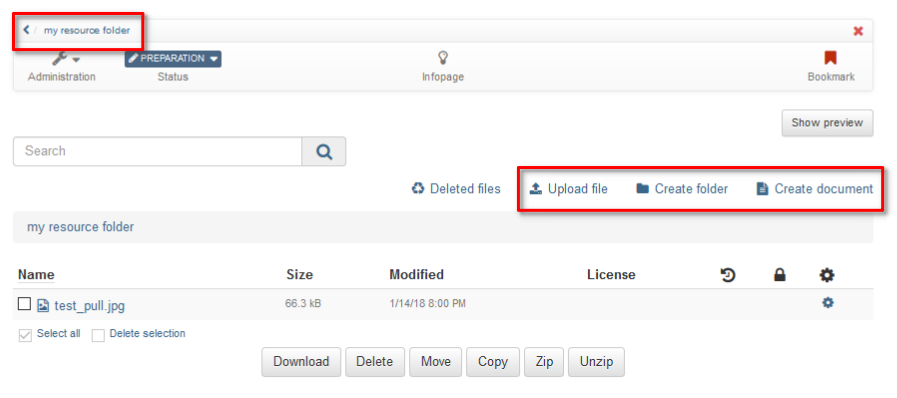 / my resource folder
Administration
PREPARATION
Status
Infopage
Bookmark
Show preview
Search
Deleted files Upload file Create folder Create document
my resource folder
Name Size Modified License
test_pull.jpg 66.3 kB 1/14/18 8:00 PM
Select all Delete selection
Download Delete Move Copy Zip Unzip